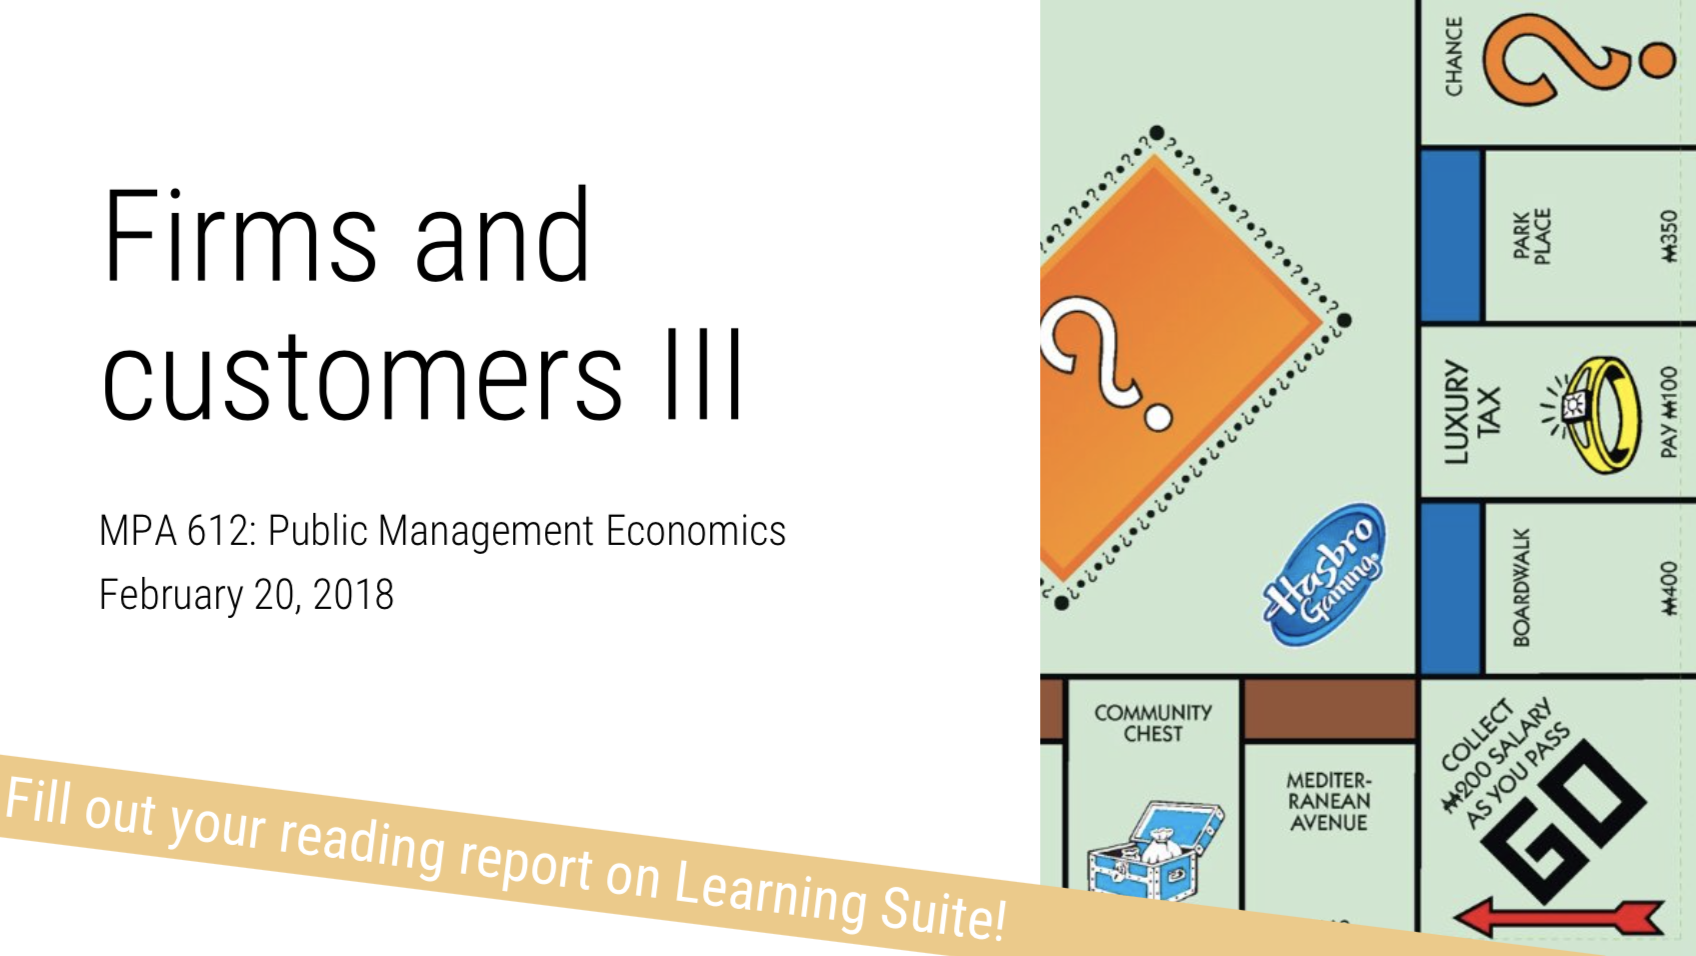 Firms and
customers III
MPA 612: Public Management Economics
February 20, 2018
Fill out your reading report on Learning Suite!
CHANCE
?
PARK
PLACE
₩350
LUXURY
TAX
PAY ₩100
?
Hasbro
Gaming
BOARDWALK
₩400
COMMUNITY
CHEST
MEDITER-
RANEAN
AVENUE
COLLECT
₩200 SALARY
AS YOU PASS
GO